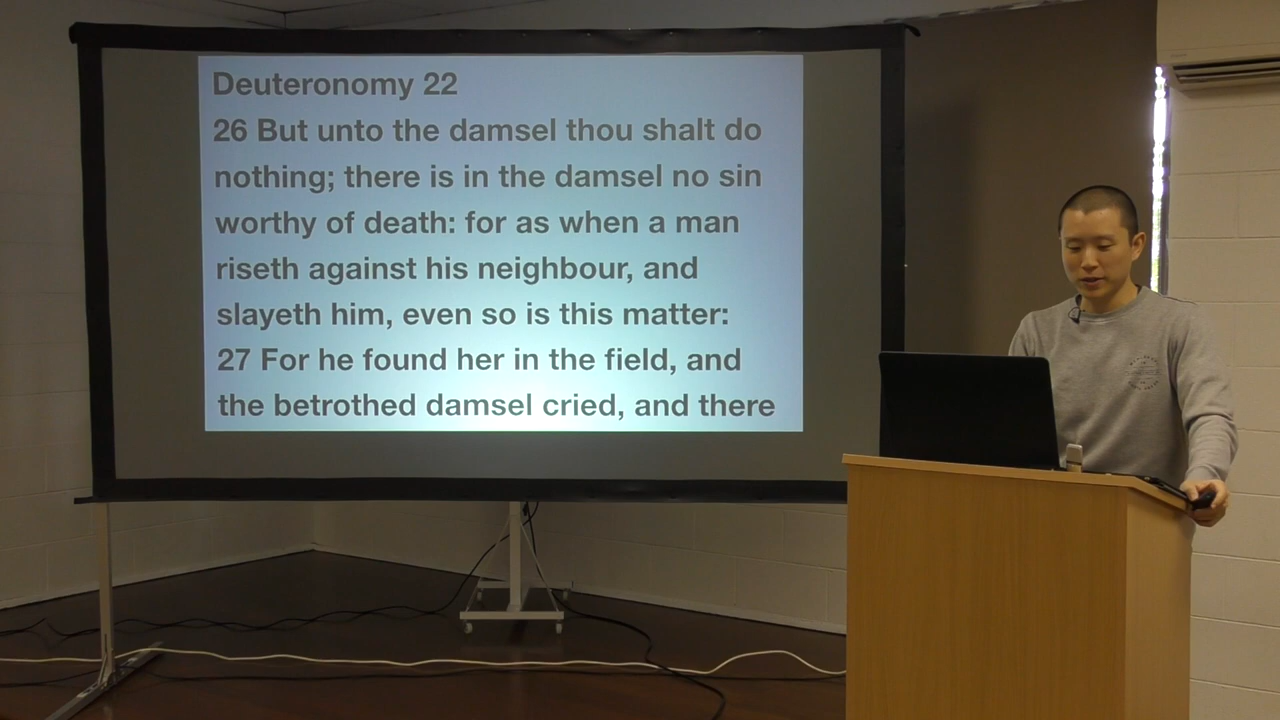 Deuteronomy 22
26 But unto the damsel thou shalt do
nothing; there is in the damsel no sin
worthy of death: for as when a man
riseth against his neighbour, and
slayeth him, even so is this matter:
27 For he found her in the field, and
the betrothed damsel cried, and there